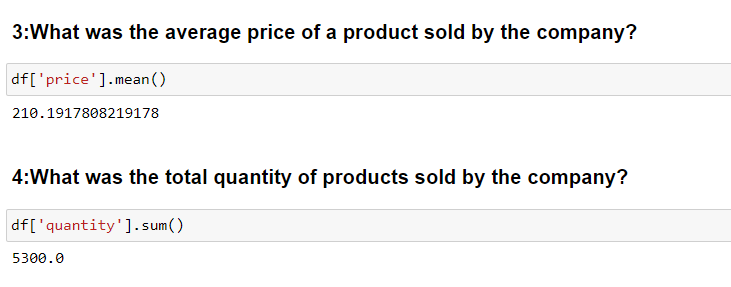 3:What was the average price of a product sold by the company?
df['price'].mean()
210.1917808219178
4:What was the total quantity of products sold by the company?
df['quantity'].sum()
5300.0